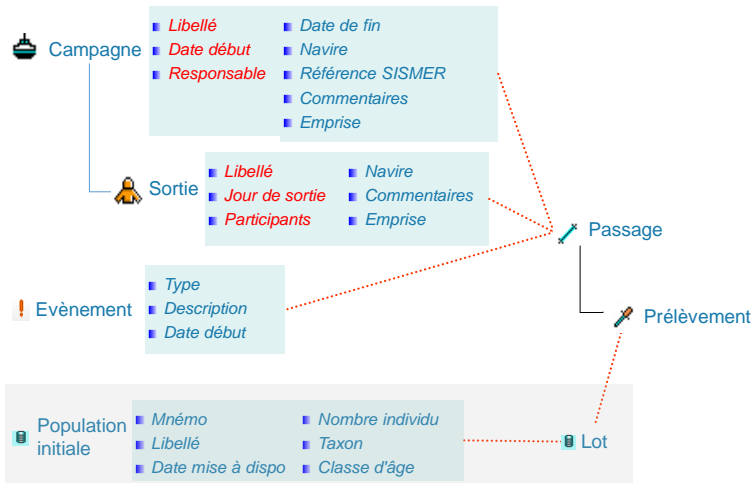 Campagne
Libellé
Date début
Responsable
Date de fin
Navire
Référence SISMER
Commentaires
Emprise
Sortie
Libellé
Jour de sortie
Participants
Navire
Commentaires
Emprise
Passage
Evènement
Type
Description
Date début
Prélèvement
Population
initiale
Mnémo
Libellé
Date mise à dispo
Nombre individu
Taxon
Classe d'âge
Lot